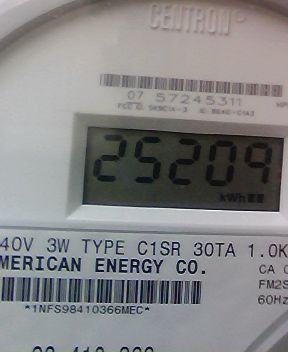 CENTRON®
07 57245311
25209
kWh
40V 3W TYPE C1SR 30TA 1.0K
MERICAN ENERGY CO.
CA
FM2S
60Hz
*1NFS98410366MEC*